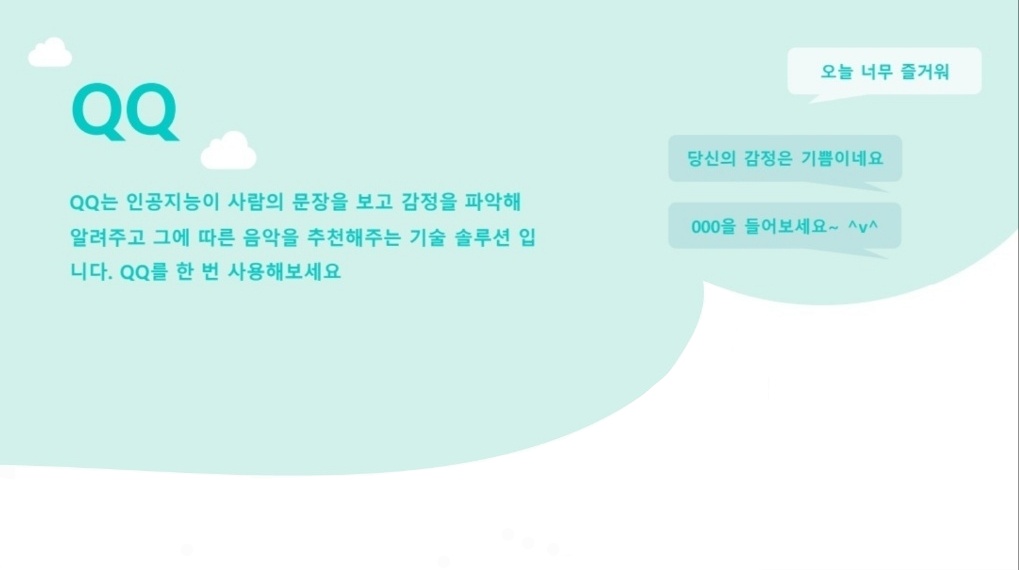 QQ
QQ는 인공지능이 사람의 문장을 보고 감정을 파악해
알려주고 그에 따른 음악을 추천해주는 기술 솔루션 입
니다. QQ를 한 번 사용해보세요
오늘 너무 즐거워
당신의 감정은 기쁨이네요
000을 들어보세요~ ^v^